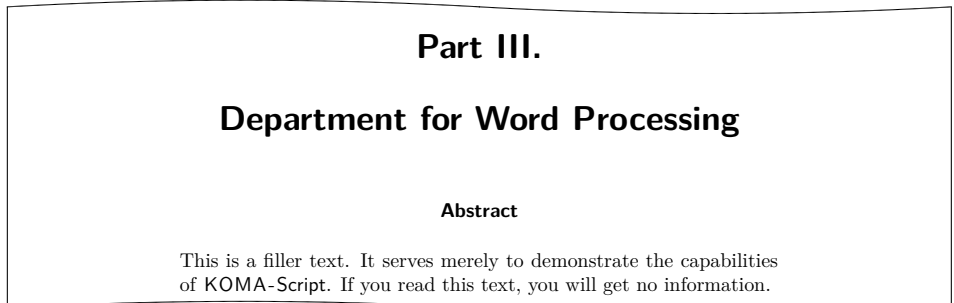 Part III.
Department for Word Processing
Abstract
This is a filler text. It serves merely to demonstrate the capabilities
of KOMA-Script. If you read this text, you will get no information.